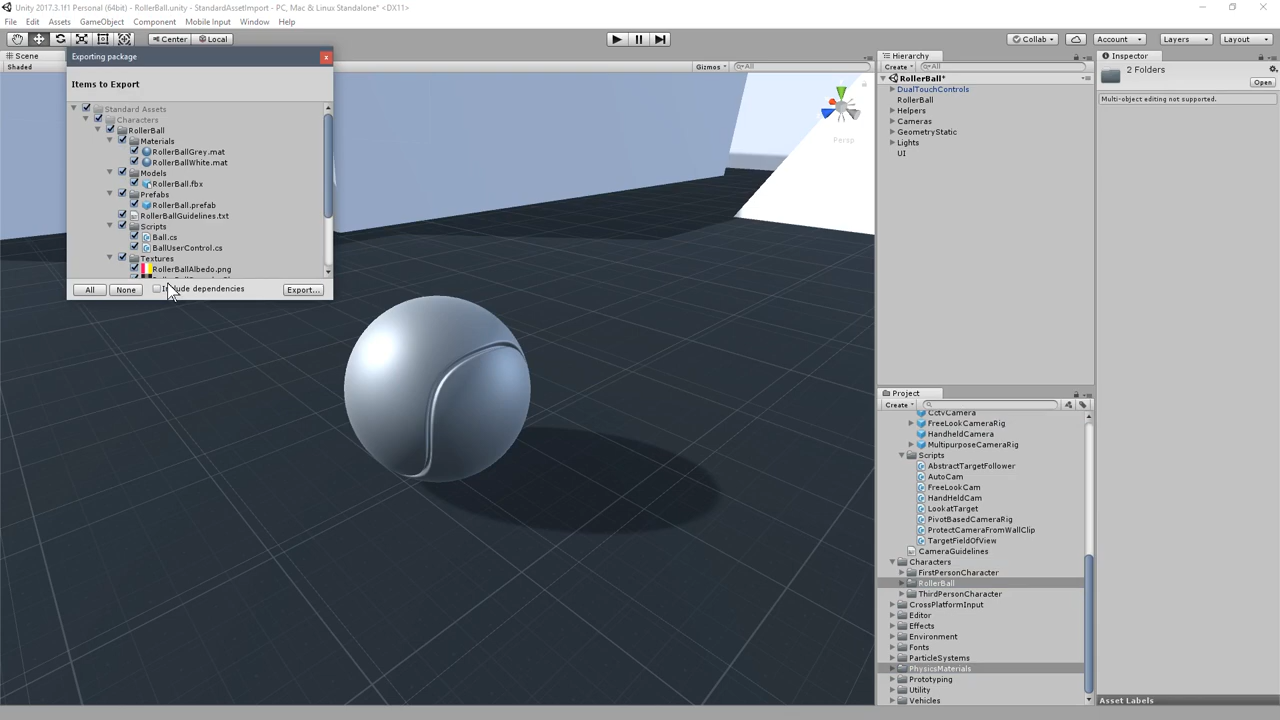 Unity 2017.3.1f1 Personal (64bit) - RollerBall.unity - StandardAssetImport - PC, Mac & Linux Standalone* <DX11>
File Edit Assets GameObject Component Mobile Input Window Help
Center Local Collab Account Layers Layout
Exporting package
Items to Export
Standard Assets
Characters
RollerBall
Materials
RollerBallGrey.mat
RollerBallWhite.mat
Models
RollerBall.fbx
Prefabs
RollerBall.prefab
RollerBallGuidelines.txt
Scripts
Ball.cs
BallUserControl.cs
Textures
RollerBallAlbedo.png
All None Include dependencies Export...
Scene
Shaded Gizmos All
Persp
Hierarchy
Create All
RollerBall*
DualTouchControls
RollerBall
Helpers
Cameras
GeometryStatic
Lights
UI
Project
Create
CctvCamera
FreeLookCameraRig
HandheldCamera
MultipurposeCameraRig
Scripts
AbstractTargetFollower
AutoCam
FreeLookCam
HandHeldCam
LookatTarget
PivotBasedCameraRig
ProtectCameraFromWallClip
TargetFieldOfView
CameraGuidelines
Characters
FirstPersonCharacter
RollerBall
ThirdPersonCharacter
CrossPlatformInput
Editor
Effects
Environment
Fonts
ParticleSystems
PhysicsMaterials
Prototyping
Utility
Vehicles
Inspector
2 Folders
Open
Multi-object editing not supported.
Asset Labels